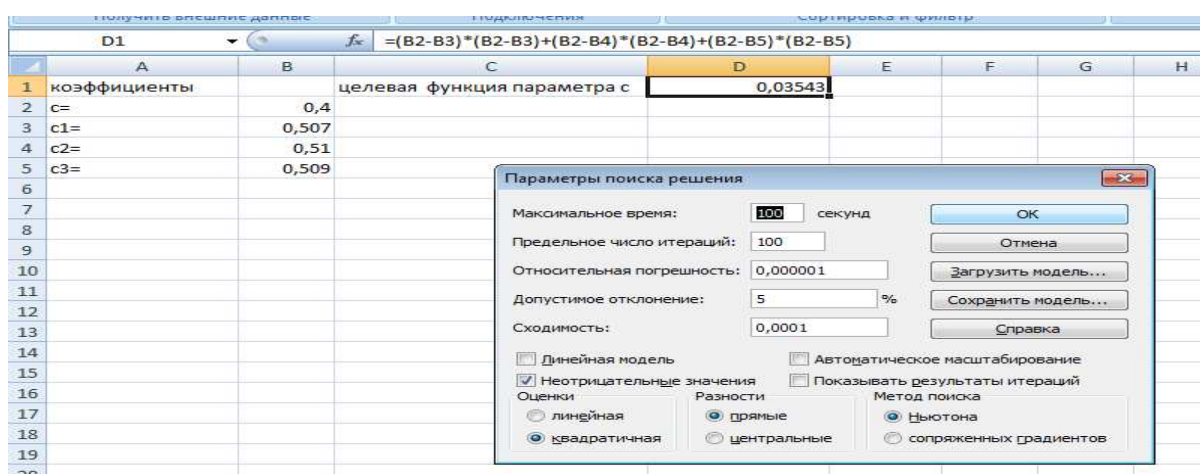 Получить внешние данные Подключения Сортировка и фильтр
D1 fx =(B2-B3)*(B2-B3)+(B2-B4)*(B2-B4)+(B2-B5)*(B2-B5)
A B C D E F G H
1 коэффициенты целевая функция параметра с 0,03543
2 c= 0,4
3 c1= 0,507
4 c2= 0,51
5 c3= 0,509
6
7
8
9
10
11
12
13
14
15
16
17
18
19
Параметры поиска решения
Максимальное время: 100 секунд OK
Предельное число итераций: 100 Отмена
Относительная погрешность: 0,000001 Загрузить модель...
Допустимое отклонение: 5 % Сохранить модель...
Сходимость: 0,0001 Справка
Линейная модель Автоматическое масштабирование
Неотрицательные значения Показывать результаты итераций
Оценки Разности Метод поиска
линейная прямые Ньютона
квадратичная центральные сопряженных градиентов